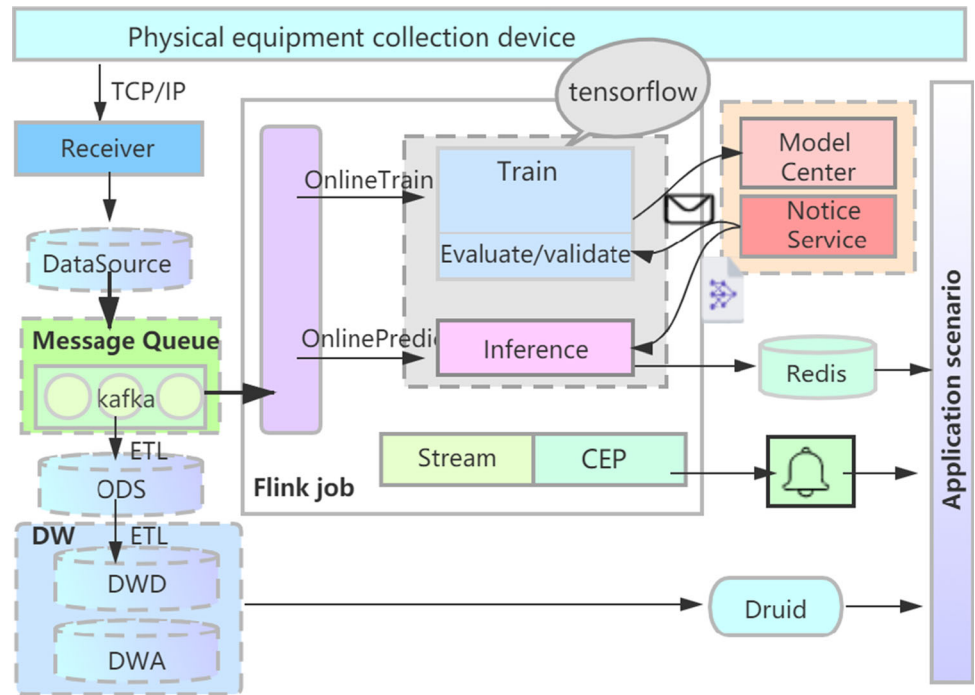 Physical equipment collection device
TCP/IP
tensorflow
Receiver
OnlineTrain
Train
Model
Center
Notice
Service
DataSource
Evaluate/validate
Message Queue
OnlinePredic
Inference
Redis
kafka
ETL
Stream
CEP
ODS
Flink job
DW
ETL
DWD
Druid
DWA
Application scenario